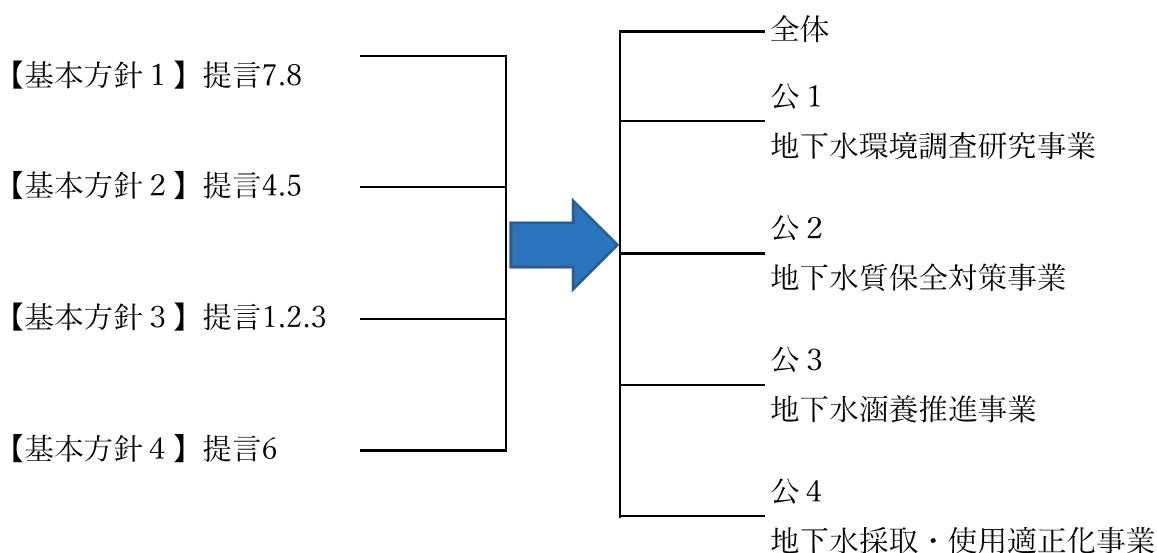 【基本方針１】提言7.8
【基本方針２】提言4.5
【基本方針３】提言1.2.3
【基本方針４】提言6
全体
公１
地下水環境調査研究事業
公２
地下水質保全対策事業
公３
地下水涵養推進事業
公４
地下水採取・使用適正化事業